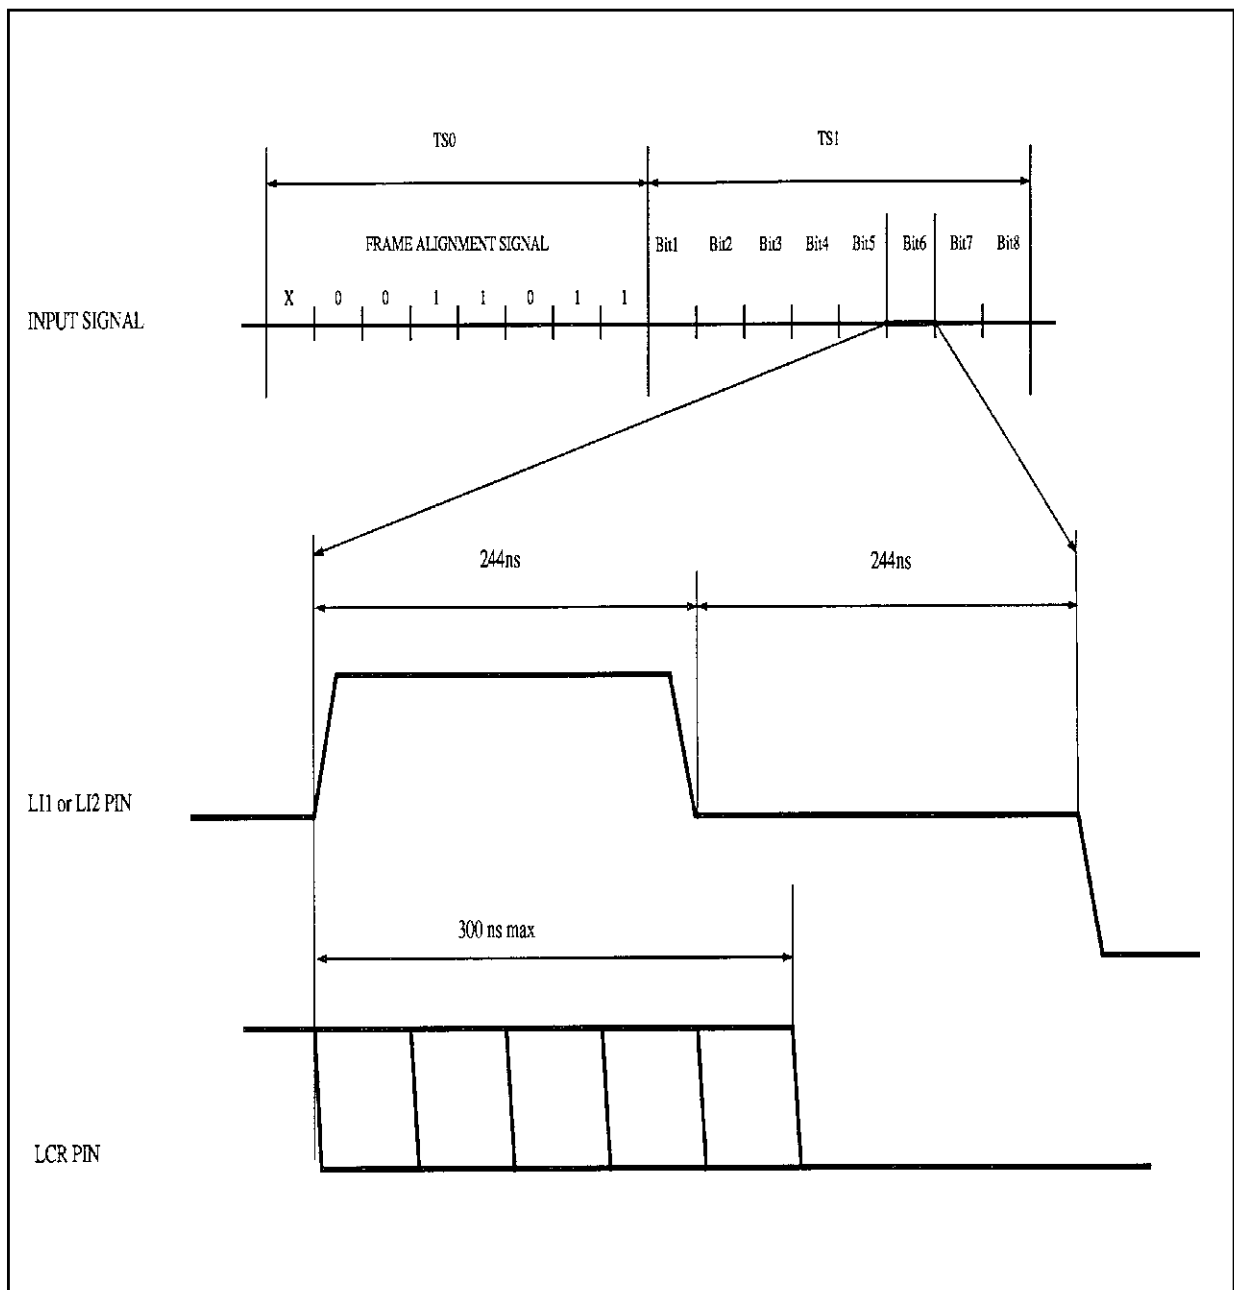 TS0 TS1
FRAME ALIGNMENT SIGNAL Bit1 Bit2 Bit3 Bit4 Bit5 Bit6 Bit7 Bit8
X 0 0 1 1 0 1 1
INPUT SIGNAL
244ns 244ns
LI1 or LI2 PIN
300 ns max
LCR PIN